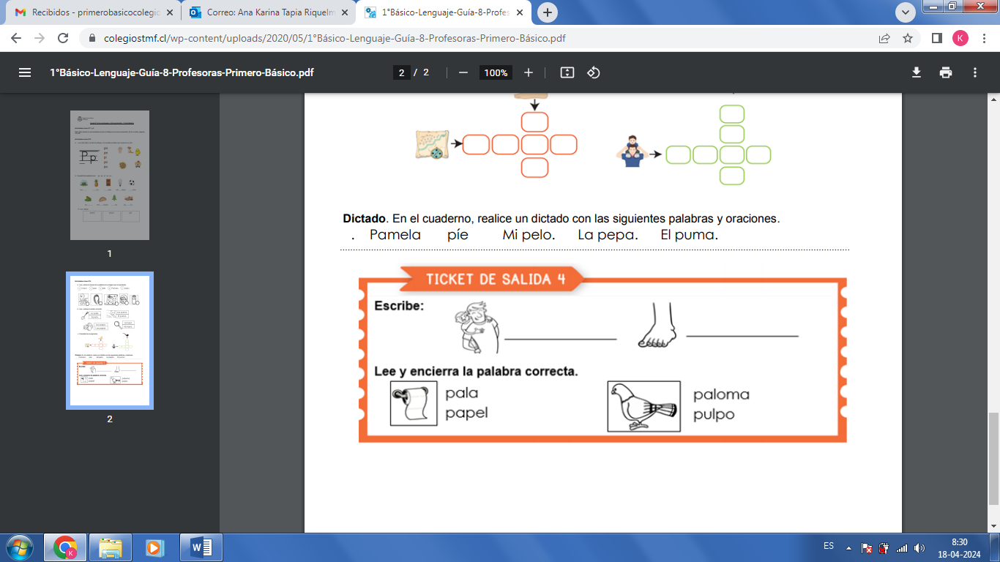 Recibidos - primerobasicocolegic
Correo: Ana Karina Tapia Riquelm
1°Básico-Lenguaje-Guía-8-Profes
colegiostmf.cl/wp-content/uploads/2020/05/1°Básico-Lenguaje-Guía-8-Profesoras-Primero-Básico.pdf
K
1°Básico-Lenguaje-Guía-8-Profesoras-Primero-Básico.pdf
2 / 2
100%
Pp
1
2
Dictado. En el cuaderno, realice un dictado con las siguientes palabras y oraciones.
. Pamela píe Mi pelo. La pepa. El puma.
TICKET DE SALIDA 4
Escribe:
Lee y encierra la palabra correcta.
pala
papel
paloma
pulpo
K
W
ES
8:30
18-04-2024